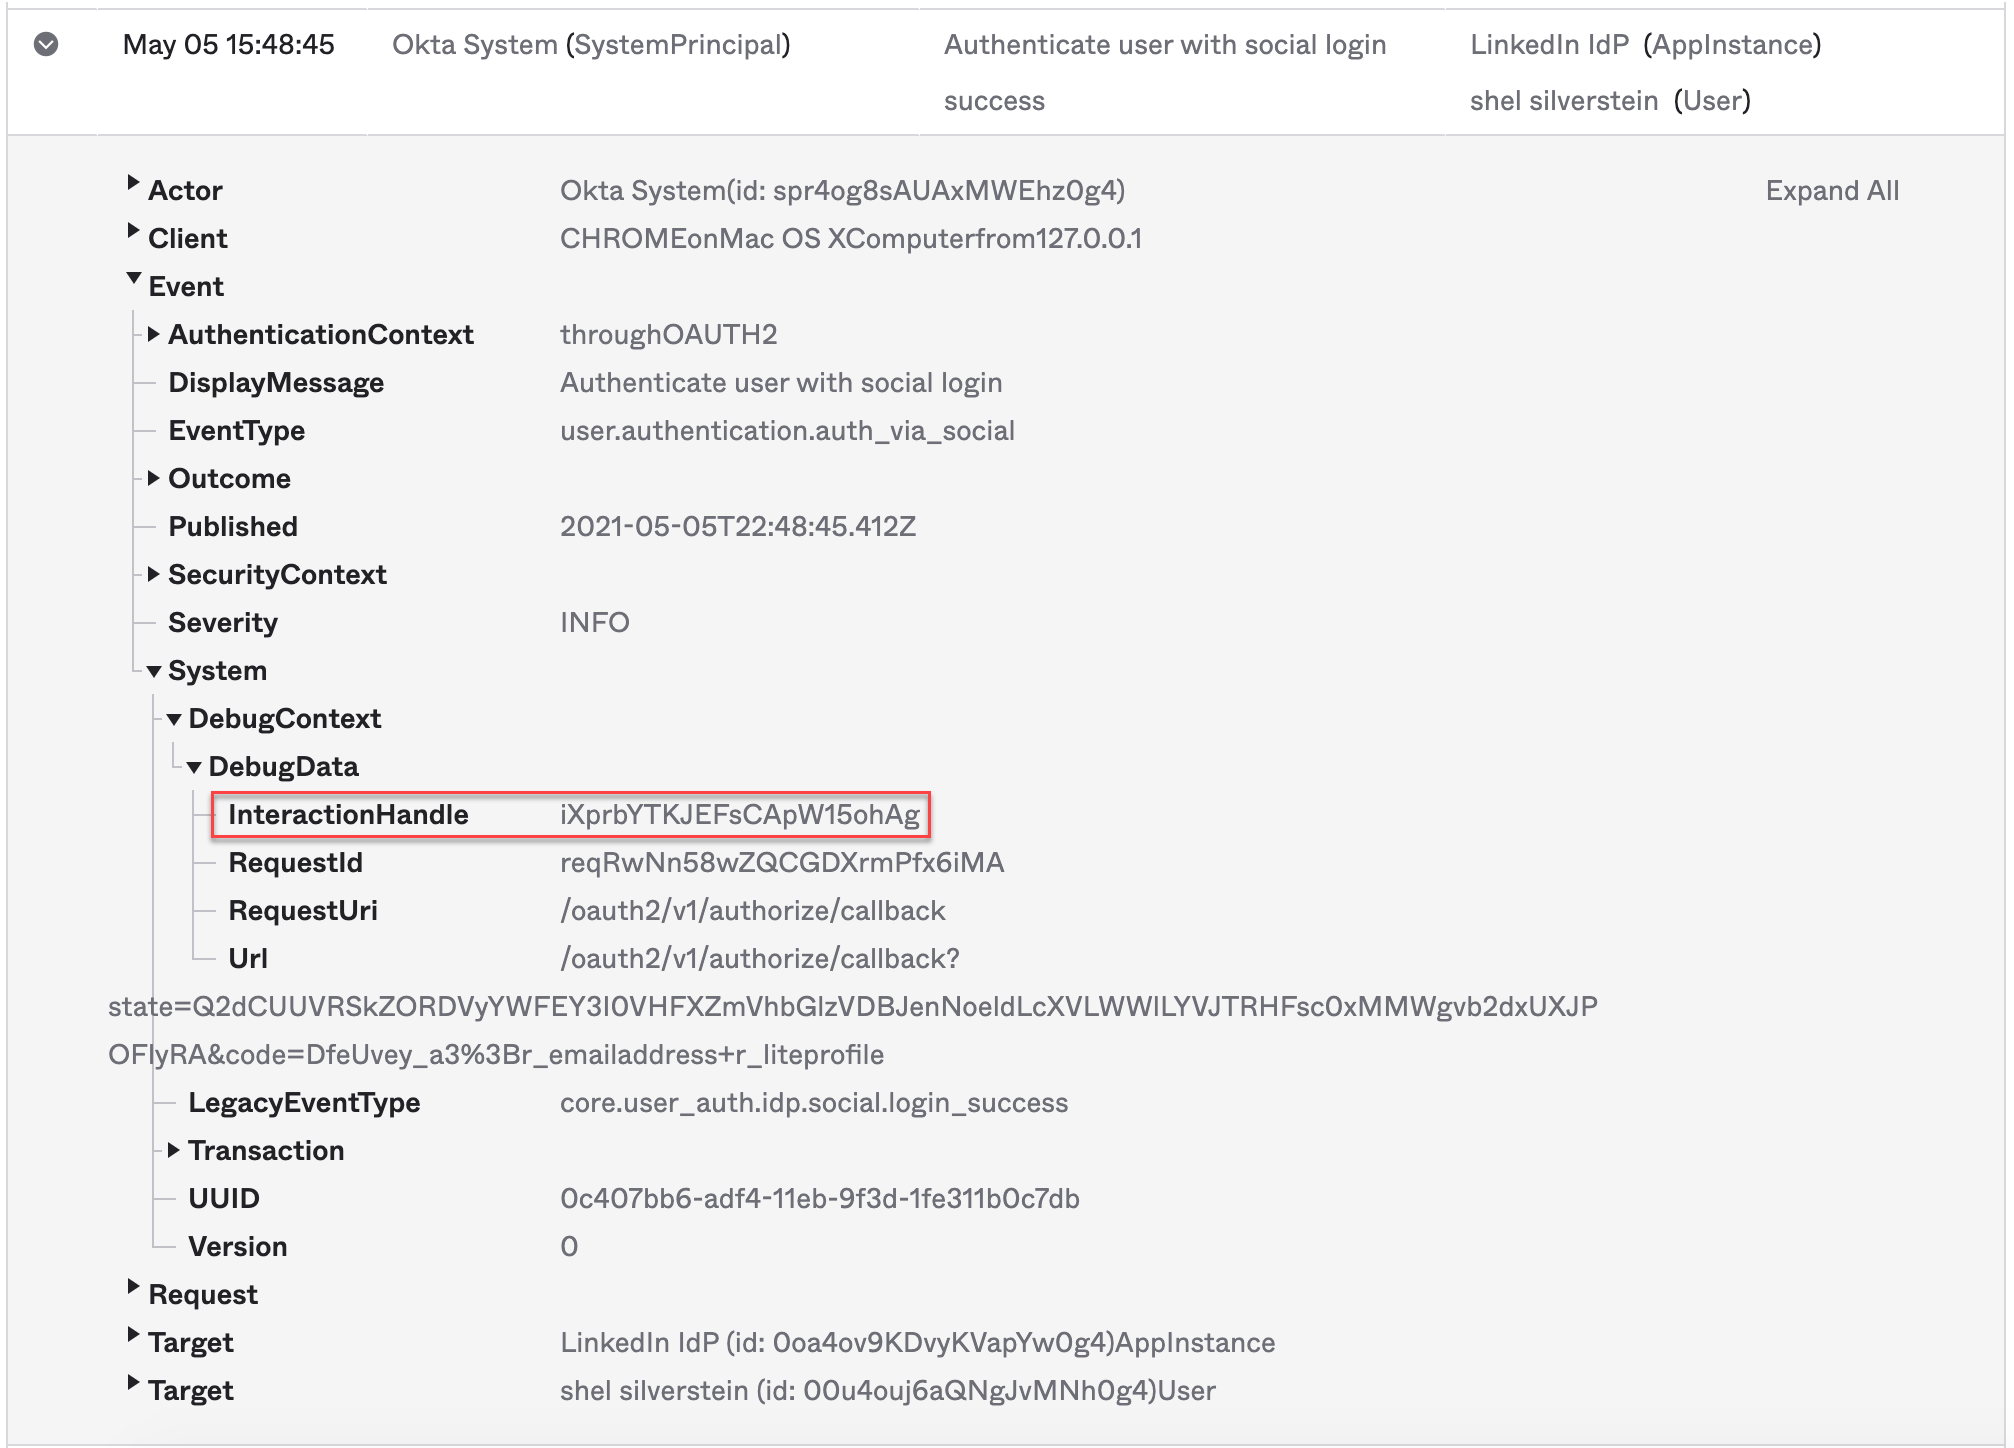 May 05 15:48:45 Okta System (SystemPrincipal) Authenticate user with social login LinkedIn IdP (AppInstance)
success shel silverstein (User)
Actor Okta System(id: spr4og8sAUAxMWEhz0g4) Expand All
Client CHROMEonMac OS XComputerfrom127.0.0.1
Event
AuthenticationContext throughOAUTH2
DisplayMessage Authenticate user with social login
EventType user.authentication.auth_via_social
Outcome
Published 2021-05-05T22:48:45.412Z
SecurityContext
Severity INFO
System
DebugContext
DebugData
InteractionHandle iXprbYTKJEFsCApW15ohAg
RequestId reqRwNn58wZQCGDXrmPfx6iMA
RequestUri /oauth2/v1/authorize/callback
Url /oauth2/v1/authorize/callback?
state=Q2dCUUVRSkZORDVyYWFEY3I0VHFXZmVhbGlzVDBJenNoeldLcXVLWWlLYVJTRHFsc0xMMWgvb2dxUXJP
OFlyRA&code=DfeUvey_a3%3Br_emailaddress+r_liteprofile
LegacyEventType core.user_auth.idp.social.login_success
Transaction
UUID 0c407bb6-adf4-11eb-9f3d-1fe311b0c7db
Version 0
Request
Target LinkedIn IdP (id: 0oa4ov9KDvyKVapYw0g4)AppInstance
Target shel silverstein (id: 00u4ouj6aQNgJvMNh0g4)User